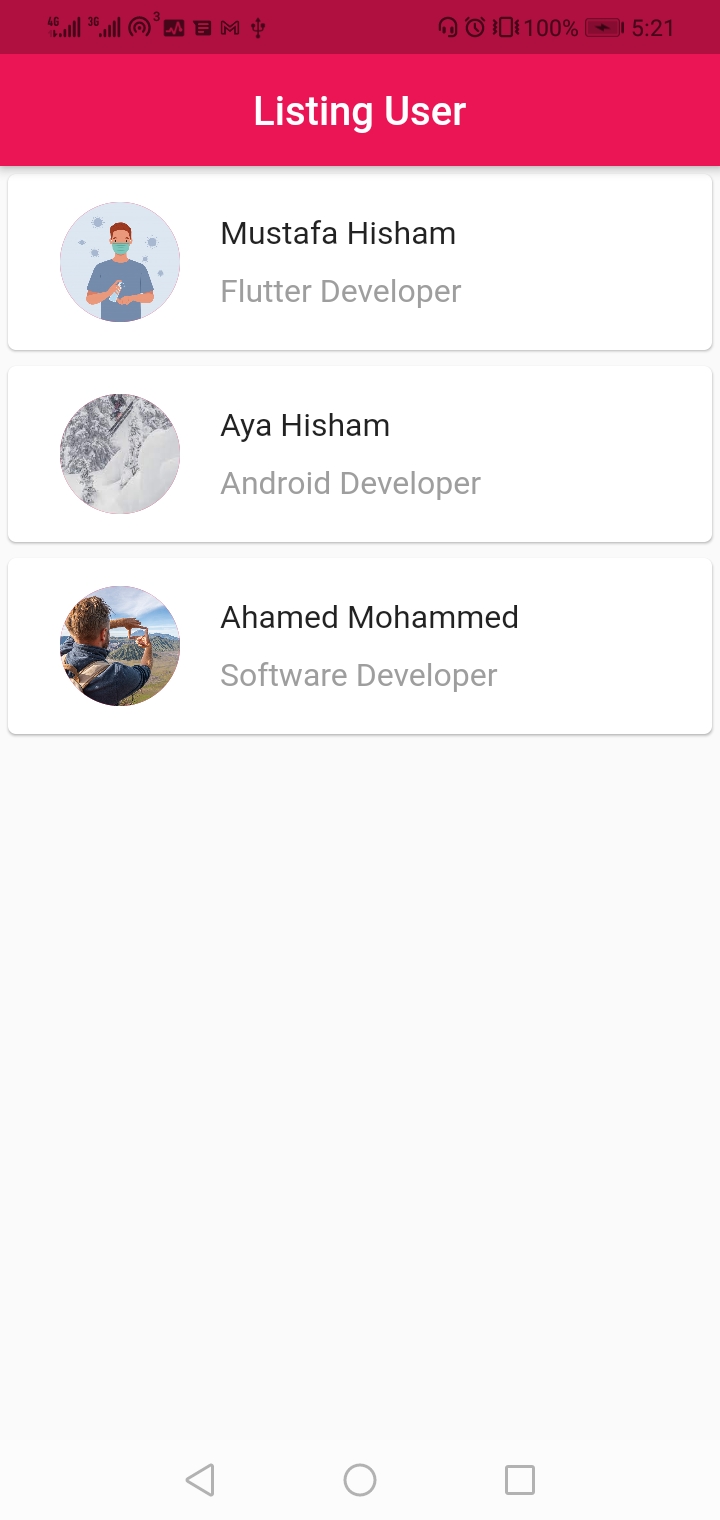 4G 3G 3 100% 5:21
Listing User
Mustafa Hisham
Flutter Developer
Aya Hisham
Android Developer
Ahamed Mohammed
Software Developer